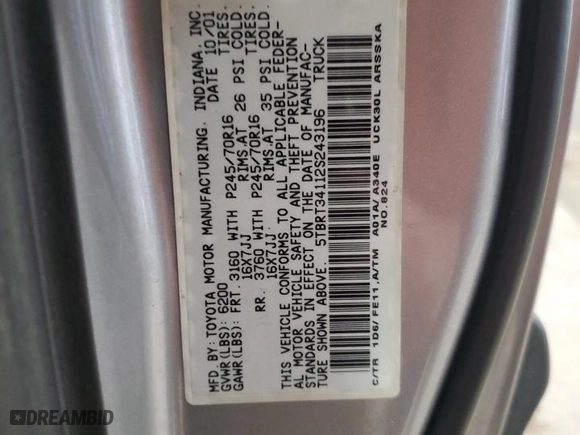 MFD.BY:TOYOTA MOTOR MANUFACTURING, INDIANA, INC.
GVWR(LBS): 6200 DATE 10/01
GAWR(LBS): FRT. 3160 WITH P245/70R16 TIRES,
16X7JJ RIMS,AT 26 PSI COLD.
RR. 3760 WITH P245/70R16 TIRES,
16X7JJ RIMS,AT 35 PSI COLD.
THIS VEHICLE CONFORMS TO ALL APPLICABLE FEDER-
AL MOTOR VEHICLE SAFETY AND THEFT PREVENTION
STANDARDS IN EFFECT ON THE DATE OF MANUFAC-
TURE SHOWN ABOVE. 5TBRT34112S243196 TRUCK
C/TR 1D6/ FE11,A/TM A01A/ A340E UCK30L ARSSKA
NO.824
DREAMBID